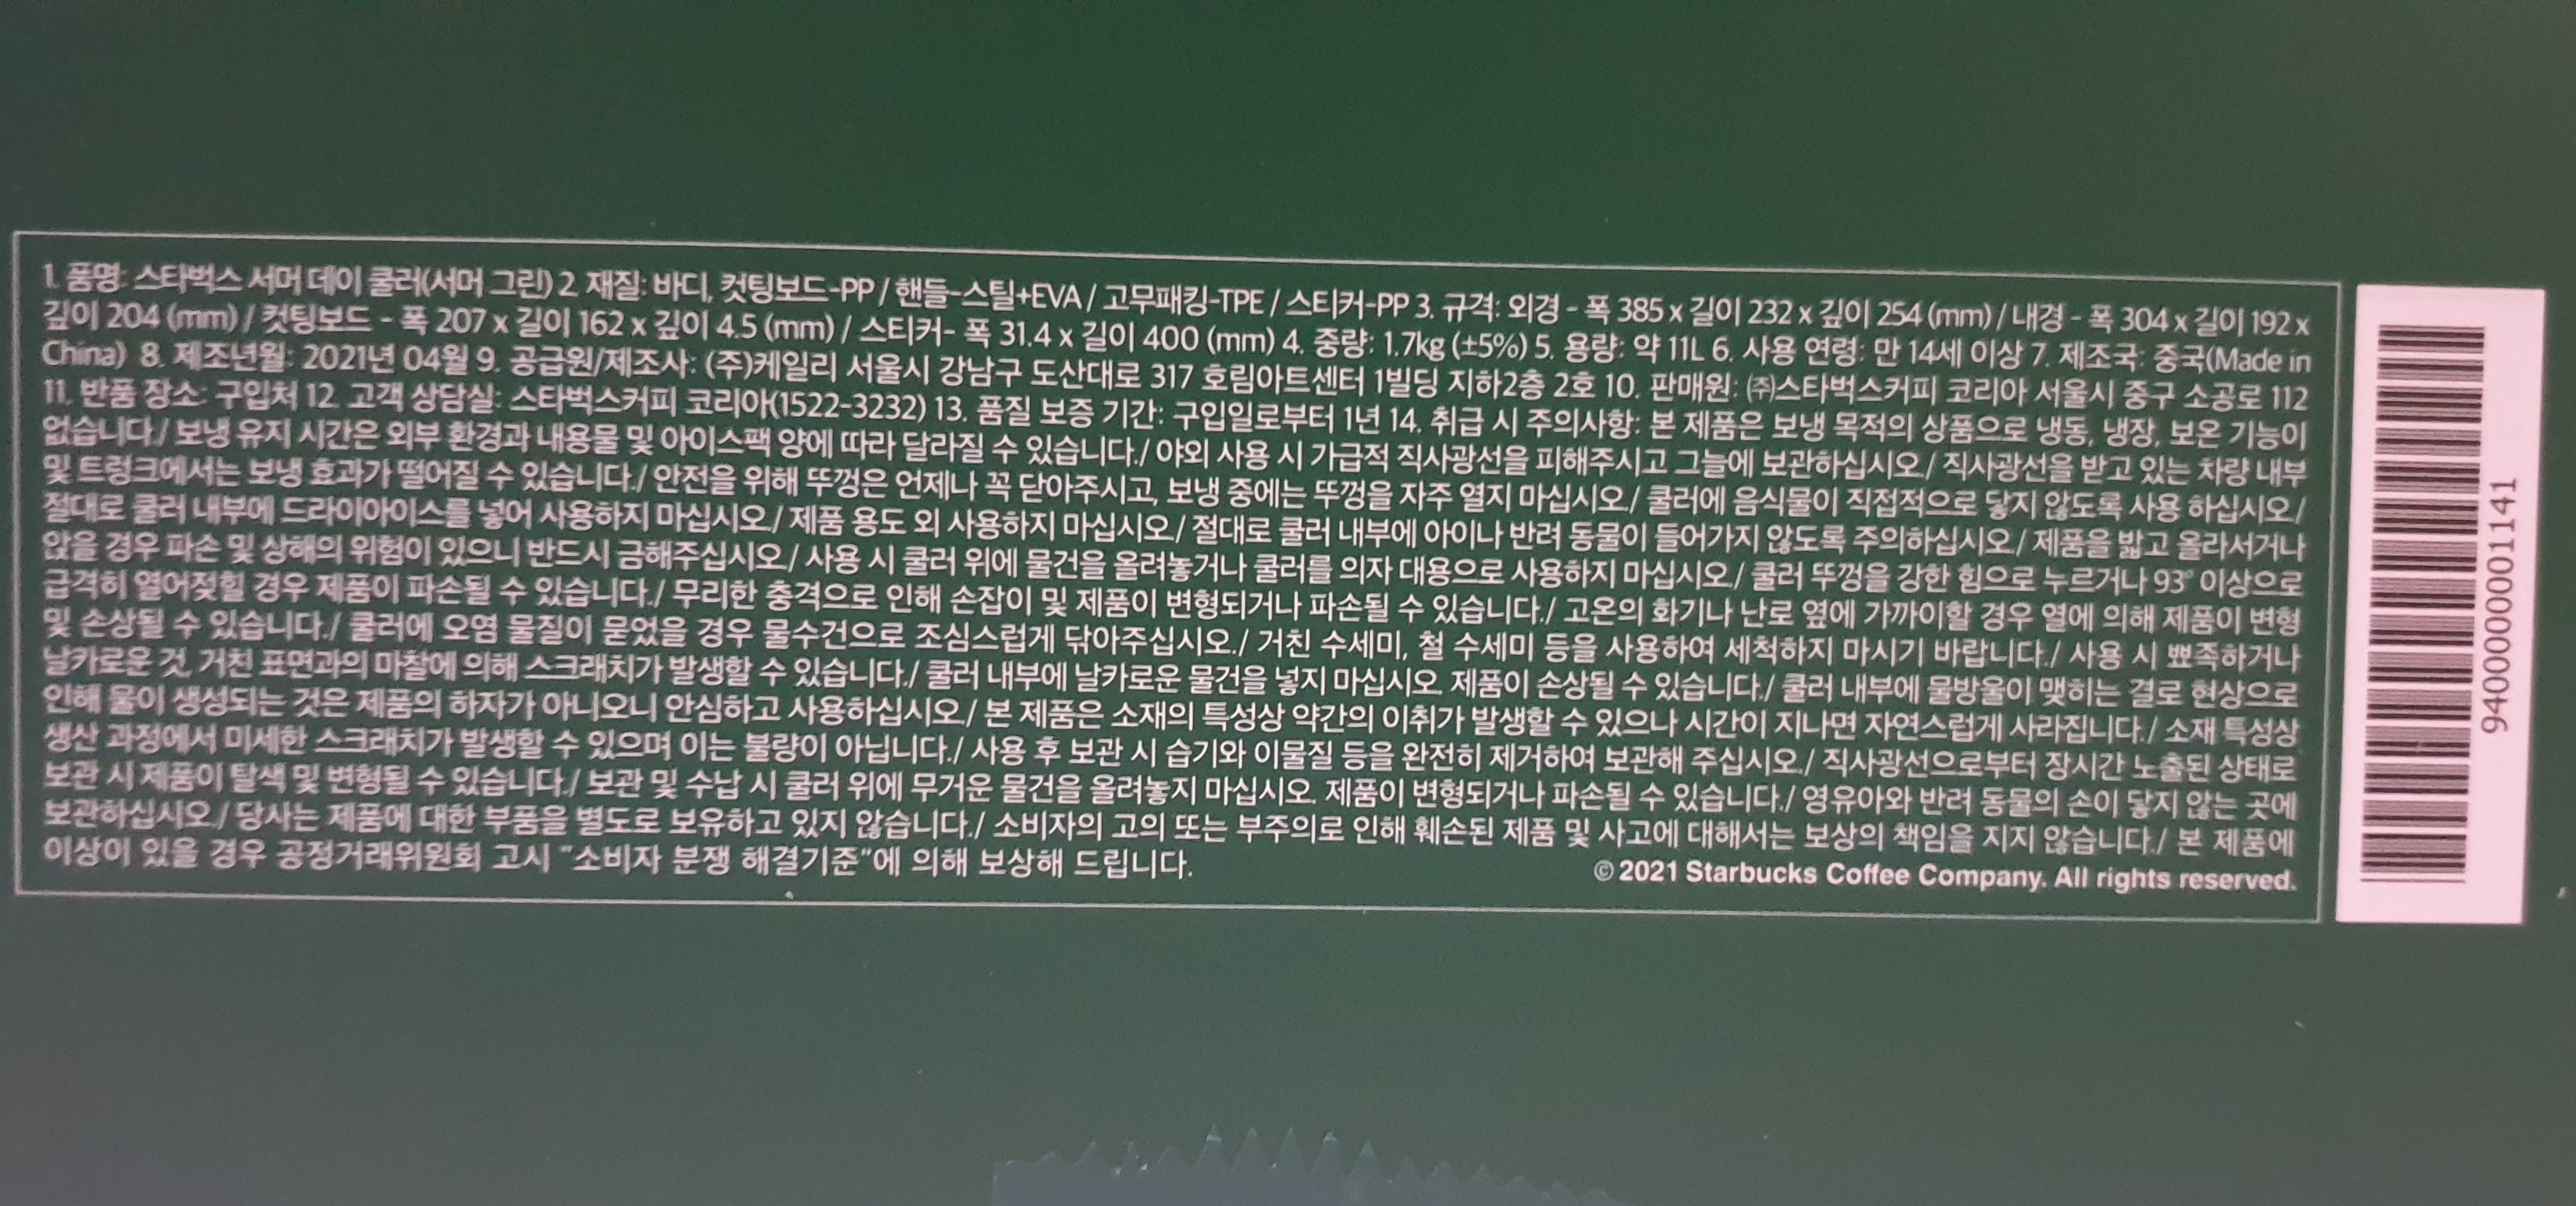 1. 품명: 스타벅스 서머 데이 쿨러(서머 그린) 2. 재질: 바디, 컷팅보드-PP / 핸들-스틸+EVA / 고무패킹-TPE / 스티커-PP 3. 규격: 외경 - 폭 385 x 길이 232 x 깊이 254 (mm) / 내경 - 폭 304 x 길이 192 x
깊이 204 (mm) / 컷팅보드 - 폭 207 x 길이 162 x 깊이 4.5 (mm) / 스티커- 폭 31.4 x 길이 400 (mm) 4. 중량: 1.7kg (±5%) 5. 용량: 약 11L 6. 사용 연령: 만 14세 이상 7. 제조국: 중국(Made in
China) 8. 제조년월: 2021년 04월 9. 공급원/제조사: (주)케일리 서울시 강남구 도산대로 317 호림아트센터 1빌딩 지하2층 2호 10. 판매원: ㈜스타벅스커피 코리아 서울시 중구 소공로 112
11. 반품 장소: 구입처 12. 고객 상담실: 스타벅스커피 코리아(1522-3232) 13. 품질 보증 기간: 구입일로부터 1년 14. 취급 시 주의사항: 본 제품은 보냉 목적의 상품으로 냉동, 냉장, 보온 기능이
없습니다./ 보냉 유지 시간은 외부 환경과 내용물 및 아이스팩 양에 따라 달라질 수 있습니다./ 야외 사용 시 가급적 직사광선을 피해주시고 그늘에 보관하십시오./ 직사광선을 받고 있는 차량 내부
및 트렁크에서는 보냉 효과가 떨어질 수 있습니다./ 안전을 위해 뚜껑은 언제나 꼭 닫아주시고, 보냉 중에는 뚜껑을 자주 열지 마십시오./ 쿨러에 음식물이 직접적으로 닿지 않도록 사용 하십시오./
절대로 쿨러 내부에 드라이아이스를 넣어 사용하지 마십시오./ 제품 용도 외 사용하지 마십시오./ 절대로 쿨러 내부에 아이나 반려 동물이 들어가지 않도록 주의하십시오./ 제품을 밟고 올라서거나
앉을 경우 파손 및 상해의 위험이 있으니 반드시 금해주십시오./ 사용 시 쿨러 위에 물건을 올려놓거나 쿨러를 의자 대용으로 사용하지 마십시오./ 쿨러 뚜껑을 강한 힘으로 누르거나 93° 이상으로
급격히 열어젖힐 경우 제품이 파손될 수 있습니다./ 무리한 충격으로 인해 손잡이 및 제품이 변형되거나 파손될 수 있습니다./ 고온의 화기나 난로 옆에 가까이할 경우 열에 의해 제품이 변형
및 손상될 수 있습니다./ 쿨러에 오염 물질이 묻었을 경우 물수건으로 조심스럽게 닦아주십시오./ 거친 수세미, 철 수세미 등을 사용하여 세척하지 마시기 바랍니다./ 사용 시 뾰족하거나
날카로운 것, 거친 표면과의 마찰에 의해 스크래치가 발생할 수 있습니다./ 쿨러 내부에 날카로운 물건을 넣지 마십시오. 제품이 손상될 수 있습니다./ 쿨러 내부에 물방울이 맺히는 결로 현상으로
인해 물이 생성되는 것은 제품의 하자가 아니오니 안심하고 사용하십시오./ 본 제품은 소재의 특성상 약간의 이취가 발생할 수 있으나 시간이 지나면 자연스럽게 사라집니다./ 소재 특성상
생산 과정에서 미세한 스크래치가 발생할 수 있으며 이는 불량이 아닙니다./ 사용 후 보관 시 습기와 이물질 등을 완전히 제거하여 보관해 주십시오./ 직사광선으로부터 장시간 노출된 상태로
보관 시 제품이 탈색 및 변형될 수 있습니다./ 보관 및 수납 시 쿨러 위에 무거운 물건을 올려놓지 마십시오. 제품이 변형되거나 파손될 수 있습니다./ 영유아와 반려 동물의 손이 닿지 않는 곳에
보관하십시오./ 당사는 제품에 대한 부품을 별도로 보유하고 있지 않습니다./ 소비자의 고의 또는 부주의로 인해 훼손된 제품 및 사고에 대해서는 보상의 책임을 지지 않습니다./ 본 제품에
이상이 있을 경우 공정거래위원회 고시 "소비자 분쟁 해결기준"에 의해 보상해 드립니다.
© 2021 Starbucks Coffee Company. All rights reserved.
9400000001141